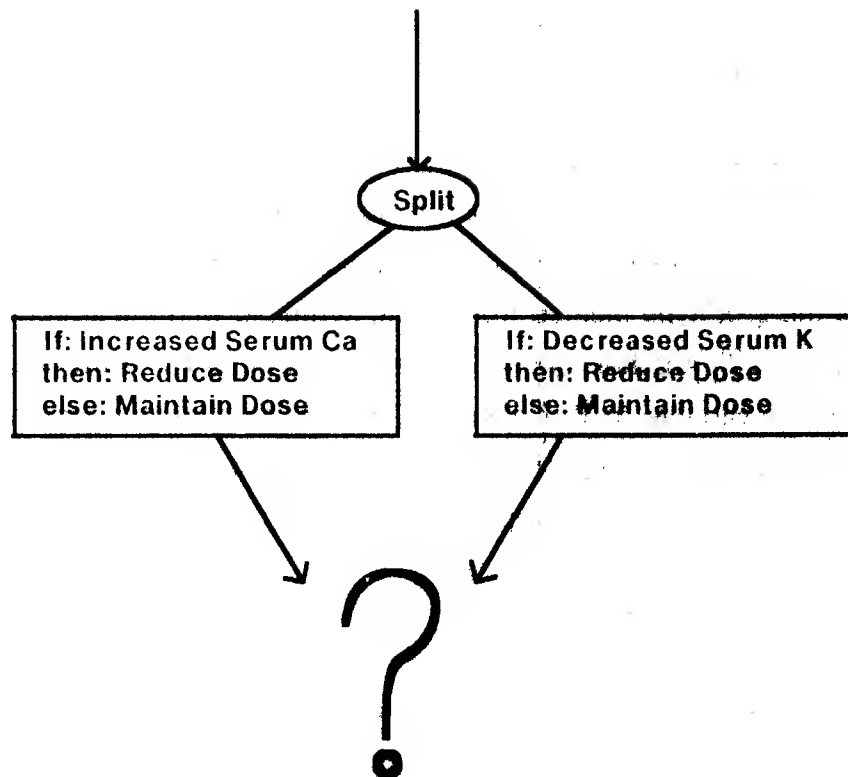 Split
If: Increased Serum Ca
then: Reduce Dose
else: Maintain Dose
If: Decreased Serum K
then: Reduce Dose
else: Maintain Dose
?